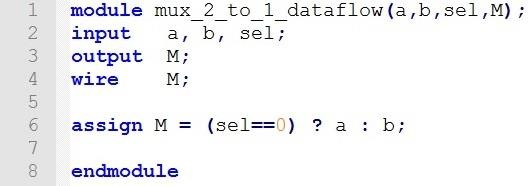 1 module mux_2_to_1_dataflow(a,b,sel,M);
2 input a, b, sel;
3 output M;
4 wire M;
5
6 assign M = (sel==0) ? a : b;
7
8 endmodule